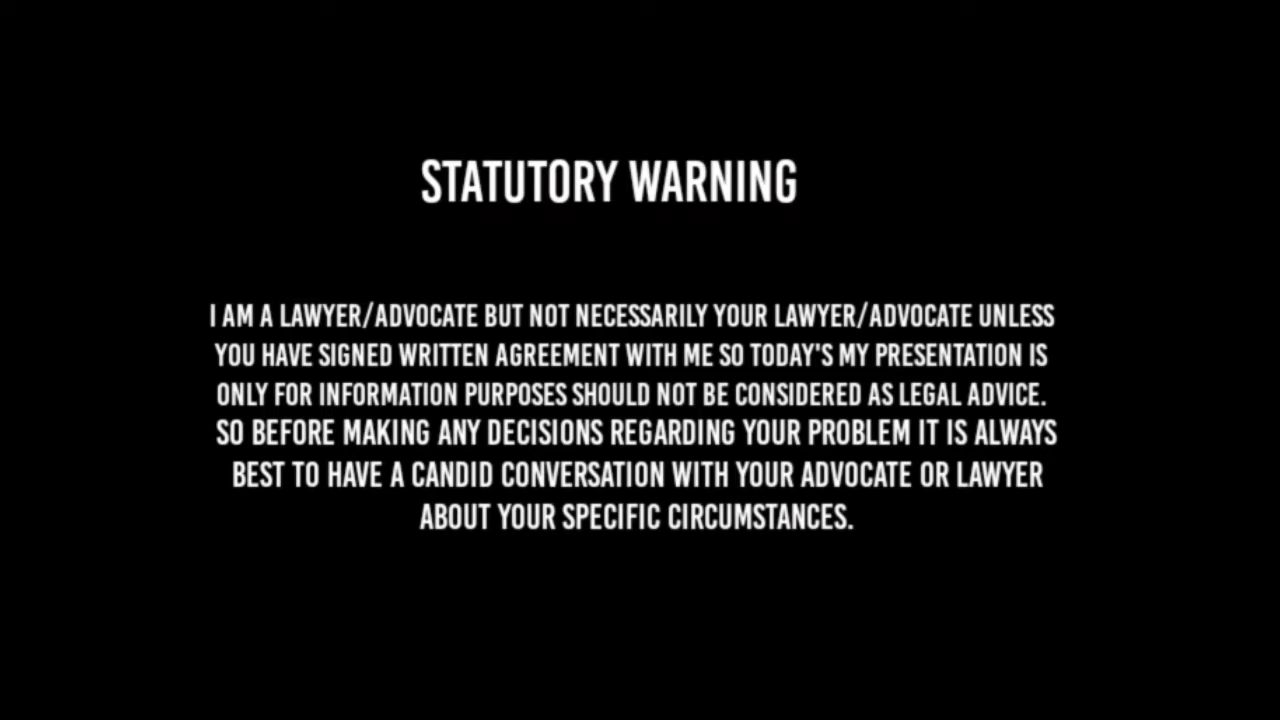 STATUTORY WARNING
I AM A LAWYER/ADVOCATE BUT NOT NECESSARILY YOUR LAWYER/ADVOCATE UNLESS
YOU HAVE SIGNED WRITTEN AGREEMENT WITH ME SO TODAY'S MY PRESENTATION IS
ONLY FOR INFORMATION PURPOSES SHOULD NOT BE CONSIDERED AS LEGAL ADVICE.
SO BEFORE MAKING ANY DECISIONS REGARDING YOUR PROBLEM IT IS ALWAYS
BEST TO HAVE A CANDID CONVERSATION WITH YOUR ADVOCATE OR LAWYER
ABOUT YOUR SPECIFIC CIRCUMSTANCES.